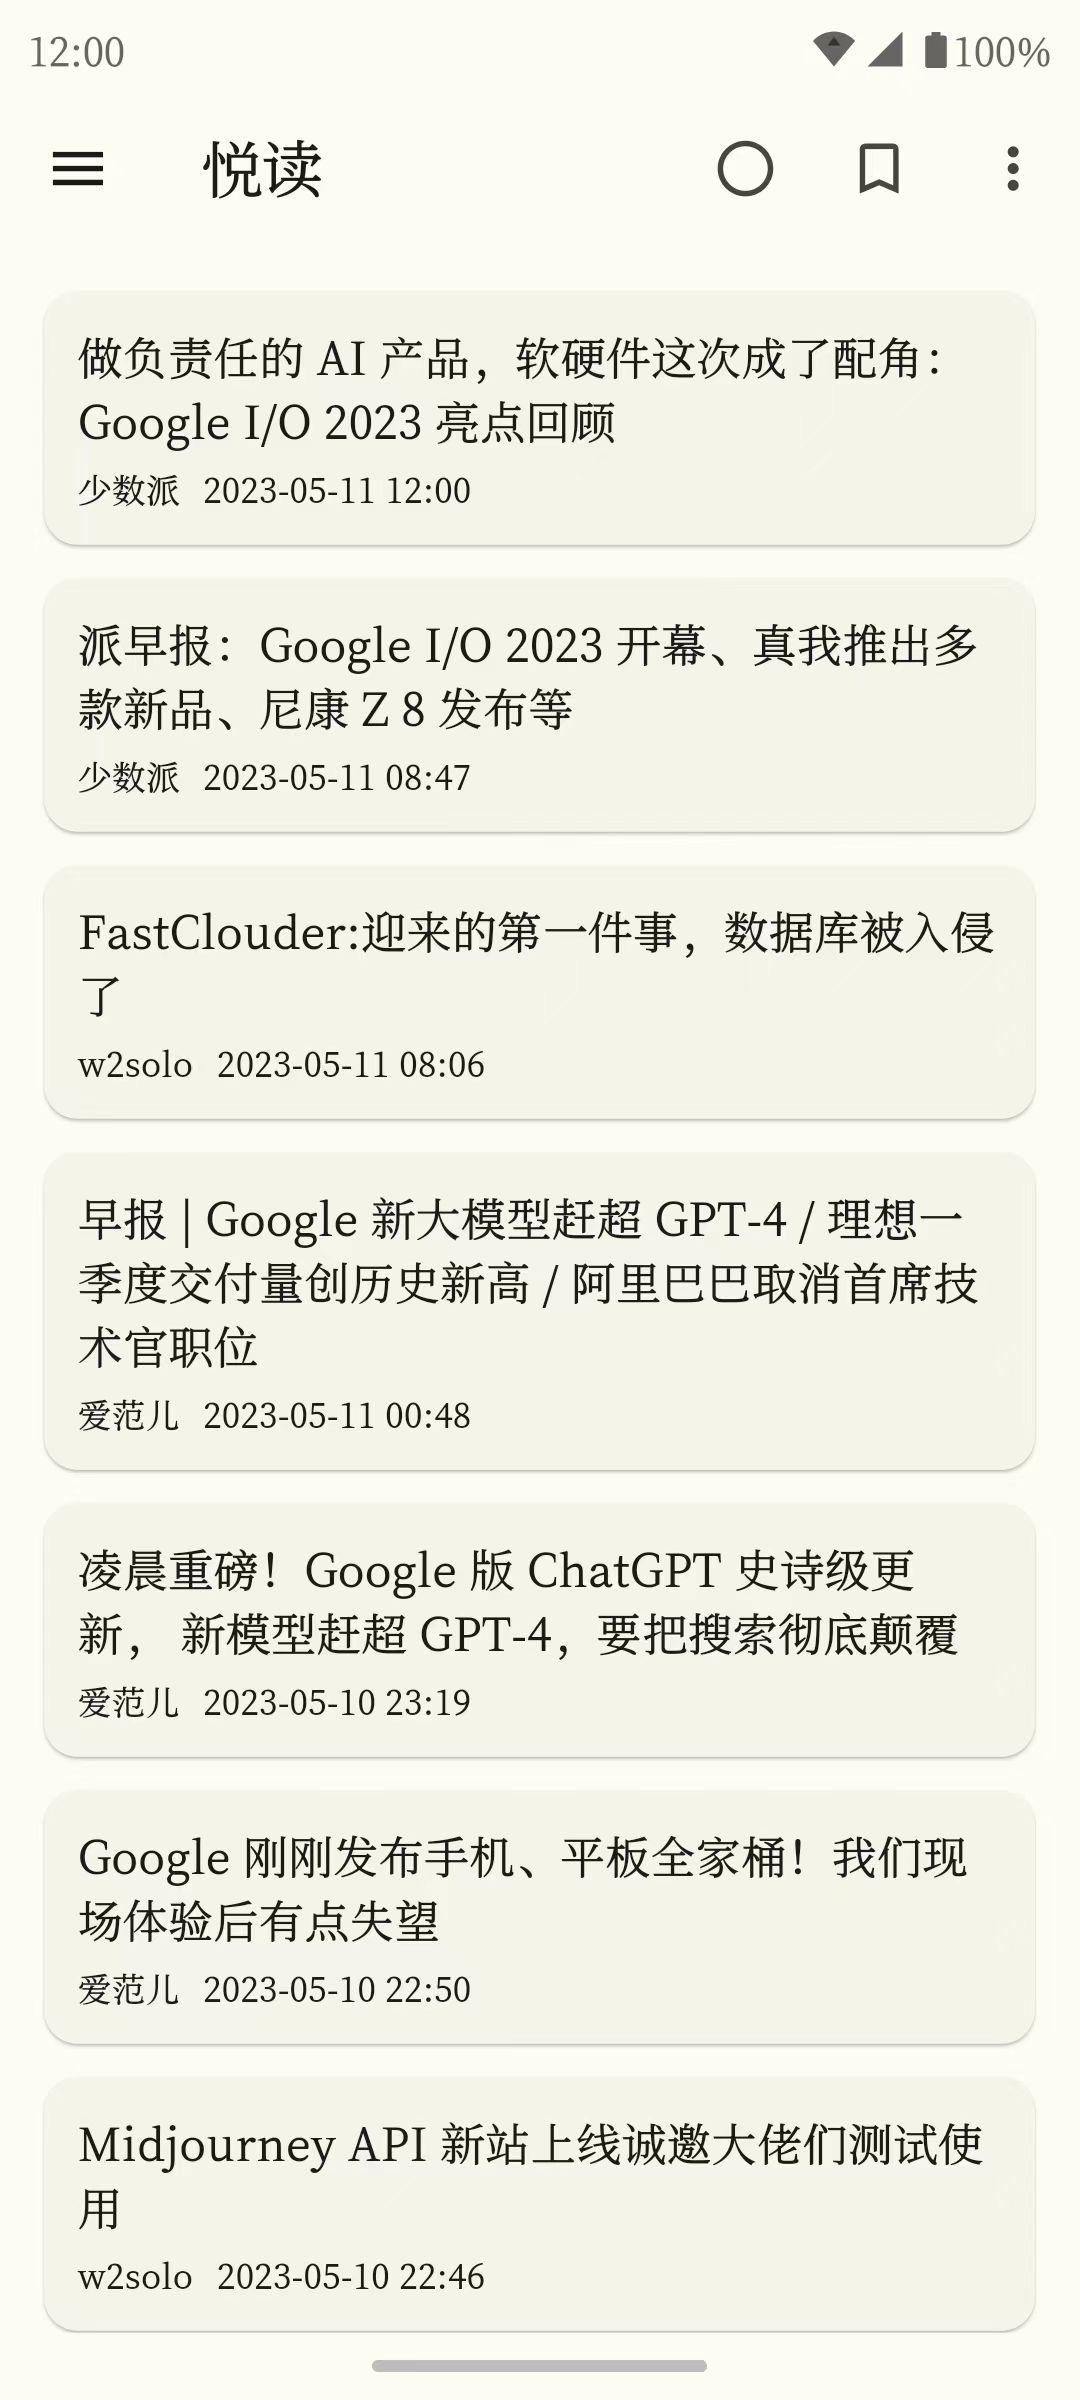 12:00
100%
悦读
做负责任的 AI 产品，软硬件这次成了配角：
Google I/O 2023 亮点回顾
少数派 2023-05-11 12:00
派早报：Google I/O 2023 开幕、真我推出多
款新品、尼康 Z 8 发布等
少数派 2023-05-11 08:47
FastClouder:迎来的第一件事，数据库被入侵
了
w2solo 2023-05-11 08:06
早报 | Google 新大模型赶超 GPT-4 / 理想一
季度交付量创历史新高 / 阿里巴巴取消首席技
术官职位
爱范儿 2023-05-11 00:48
凌晨重磅！Google 版 ChatGPT 史诗级更
新， 新模型赶超 GPT-4，要把搜索彻底颠覆
爱范儿 2023-05-10 23:19
Google 刚刚发布手机、平板全家桶！我们现
场体验后有点失望
爱范儿 2023-05-10 22:50
Midjourney API 新站上线诚邀大佬们测试使
用
w2solo 2023-05-10 22:46